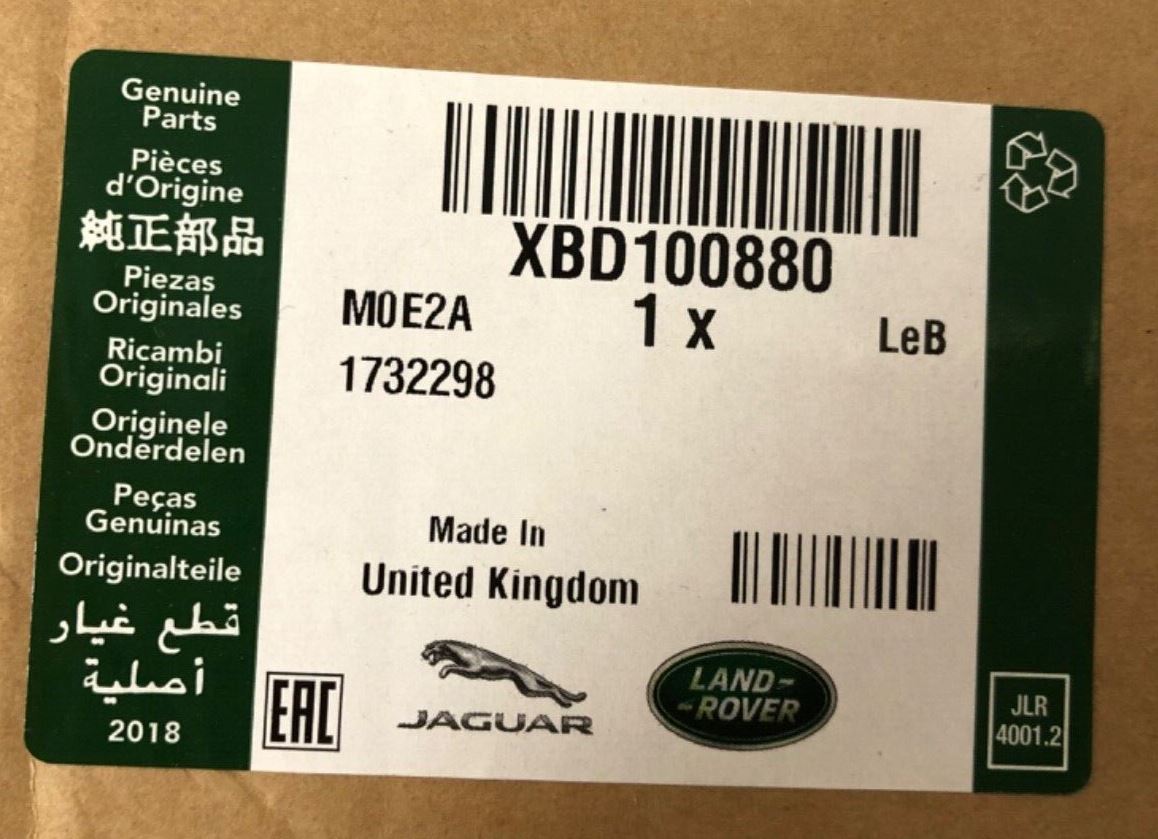 Genuine
Parts
Pièces
d'Origine
純正部品
Piezas
Originales
Ricambi
Originali
Originele
Onderdelen
Peças
Genuinas
Originalteile
قطع غيار
أصلية
2018
XBD100880
M0E2A
1 x
LeB
1732298
Made In
United Kingdom
EAC
JAGUAR
LAND-
-ROVER
JLR
4001.2